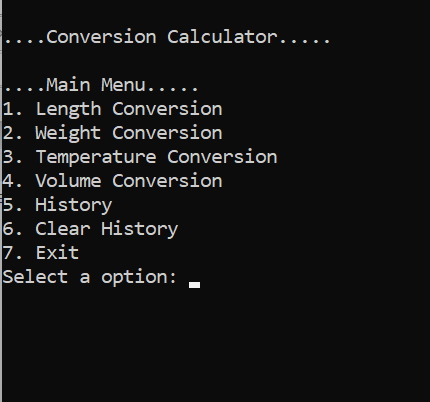 ....Conversion Calculator.....
....Main Menu.....
1. Length Conversion
2. Weight Conversion
3. Temperature Conversion
4. Volume Conversion
5. History
6. Clear History
7. Exit
Select a option: